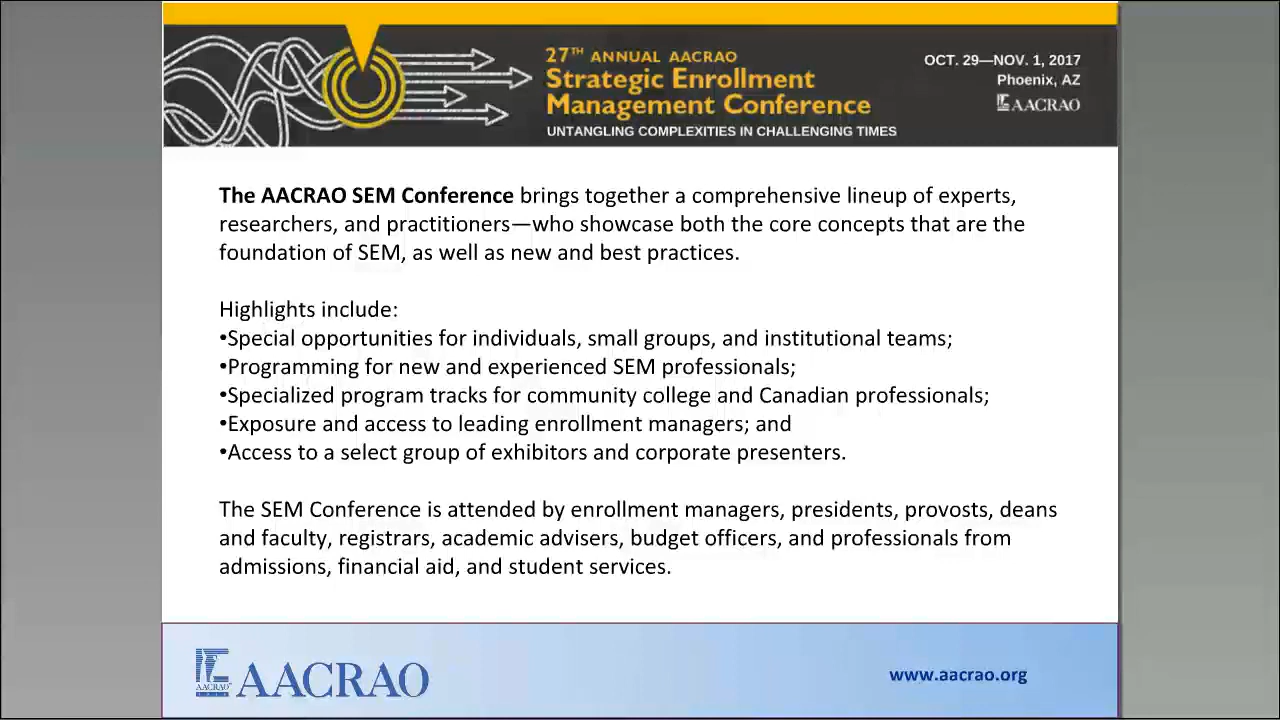 27TH ANNUAL AACRAO
Strategic Enrollment
Management Conference
UNTANGLING COMPLEXITIES IN CHALLENGING TIMES
OCT. 29—NOV. 1, 2017
Phoenix, AZ
AACRAO
The AACRAO SEM Conference brings together a comprehensive lineup of experts,
researchers, and practitioners—who showcase both the core concepts that are the
foundation of SEM, as well as new and best practices.
Highlights include:
•Special opportunities for individuals, small groups, and institutional teams;
•Programming for new and experienced SEM professionals;
•Specialized program tracks for community college and Canadian professionals;
•Exposure and access to leading enrollment managers; and
•Access to a select group of exhibitors and corporate presenters.
The SEM Conference is attended by enrollment managers, presidents, provosts, deans
and faculty, registrars, academic advisers, budget officers, and professionals from
admissions, financial aid, and student services.
AACRAO
AACRAO
www.aacrao.org